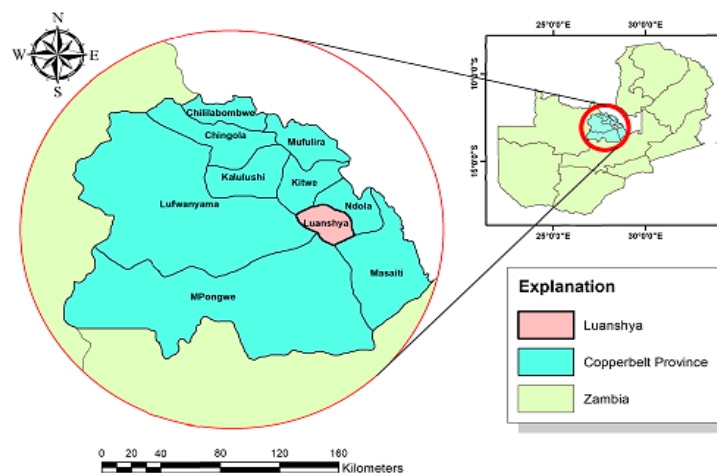 N
W E
S
25°0'0"E 30°0'0"E
10°0'0"S
15°0'0"S
25°0'0"E 30°0'0"E
Chililabombwe
Chingola
Mufulira
Kalulushi
Kitwe
Lufwanyama
Ndola
Luanshya
Masaiti
MPongwe
Explanation
Luanshya
Copperbelt Province
Zambia
0 20 40 80 120 160
Kilometers